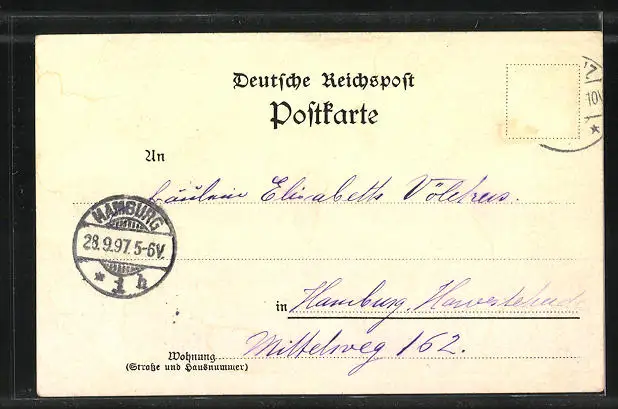 Deutsche Reichspost
Postkarte
An
Fräulein Elisabeth Völckers.
HAMBURG
28.9.97. 5-6V.
* 1 h
in Hamburg, Harvestehude
Mittelweg 162.
Wohnung
(Straße und Hausnummer)